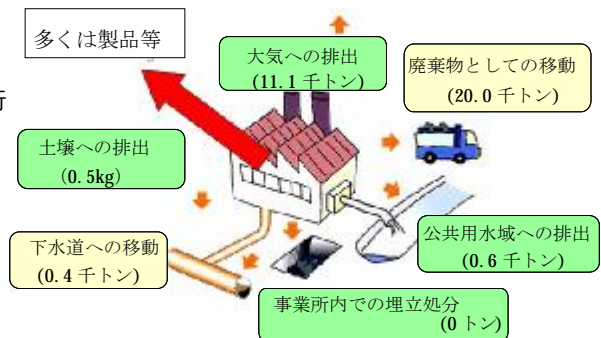 多くは製品等
大気への排出
(11.1 千トン)
廃棄物としての移動
(20.0 千トン)
行
土壌への排出
(0.5kg)
公共用水域への排出
(0.6 千トン)
下水道への移動
(0.4 千トン)
事業所内での埋立処分
(0 トン)